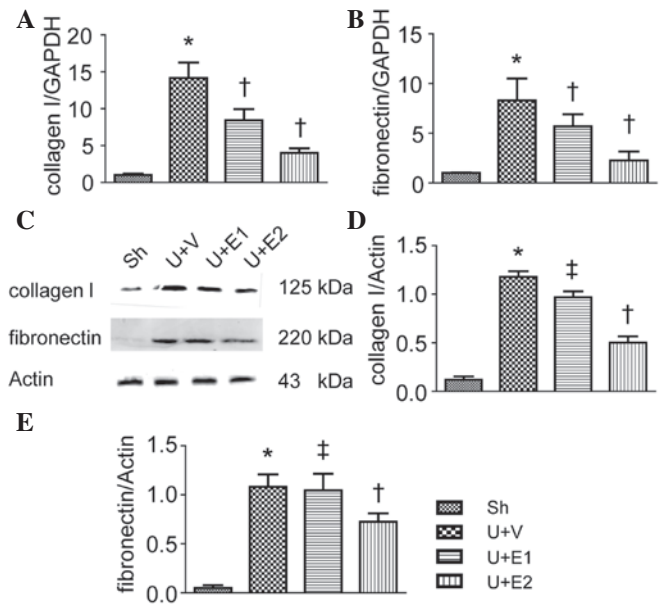 A
collagen I/GAPDH
20
15
10
5
0
*
†
†
B
fibronectin/GAPDH
15
10
5
0
*
†
†
C
Sh U+V U+E1 U+E2
collagen I 125 kDa
fibronectin 220 kDa
Actin 43 kDa
D
collagen I/Actin
1.5
1.0
0.5
0.0
*
‡
†
E
fibronectin/Actin
1.5
1.0
0.5
0.0
*
‡
†
Sh
U+V
U+E1
U+E2